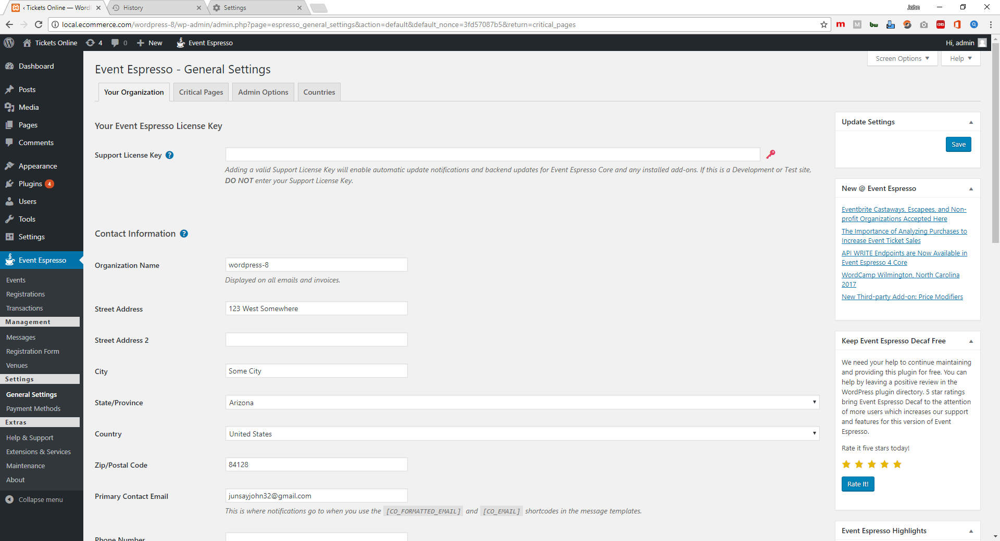 ‹ Tickets Online — Word
History
Settings
John
local.ecommerce.com/wordpress-8/wp-admin/admin.php?page=espresso_general_settings&action=default&default_nonce=3fd57087b5&return=critical_pages
m
M
bw
CORS
Tickets Online
4
0
New
Event Espresso
Hi, admin
Dashboard
Posts
Media
Pages
Comments
Appearance
Plugins 4
Users
Tools
Settings
Event Espresso
Events
Registrations
Transactions
Management
Messages
Registration Form
Venues
Settings
General Settings
Payment Methods
Extras
Help & Support
Extensions & Services
Maintenance
About
Collapse menu
Screen Options
Help
Event Espresso - General Settings
Your Organization
Critical Pages
Admin Options
Countries
Your Event Espresso License Key
Support License Key ?
Adding a valid Support License Key will enable automatic update notifications and backend updates for Event Espresso Core and any installed add-ons. If this is a Development or Test site,
DO NOT enter your Support License Key.
Contact Information ?
Organization Name
wordpress-8
Displayed on all emails and invoices.
Street Address
123 West Somewhere
Street Address 2
City
Some City
State/Province
Arizona
Country
United States
Zip/Postal Code
84128
Primary Contact Email
junsayjohn32@gmail.com
This is where notifications go to when you use the [CO_FORMATTED_EMAIL] and [CO_EMAIL] shortcodes in the message templates.
Phone Number
Update Settings
Save
New @ Event Espresso
Eventbrite Castaways, Escapees, and Non-
profit Organizations Accepted Here
The Importance of Analyzing Purchases to
Increase Event Ticket Sales
API WRITE Endpoints are Now Available in
Event Espresso 4 Core
WordCamp Wilmington, North Carolina
2017
New Third-party Add-on: Price Modifiers
Keep Event Espresso Decaf Free
We need your help to continue maintaining
and providing this plugin for free. You can
help by leaving a positive review in the
WordPress plugin directory. 5 star ratings
bring Event Espresso Decaf to the attention
of more users which increases our support
and features for this version of Event
Espresso.
Rate it five stars today!
Rate It!
Event Espresso Highlights